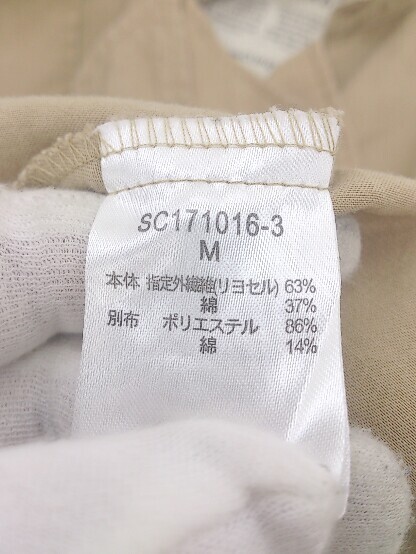 SC171016-3
M
本体 指定外繊維(リヨセル) 63%
綿 37%
別布 ポリエステル 86%
綿 14%